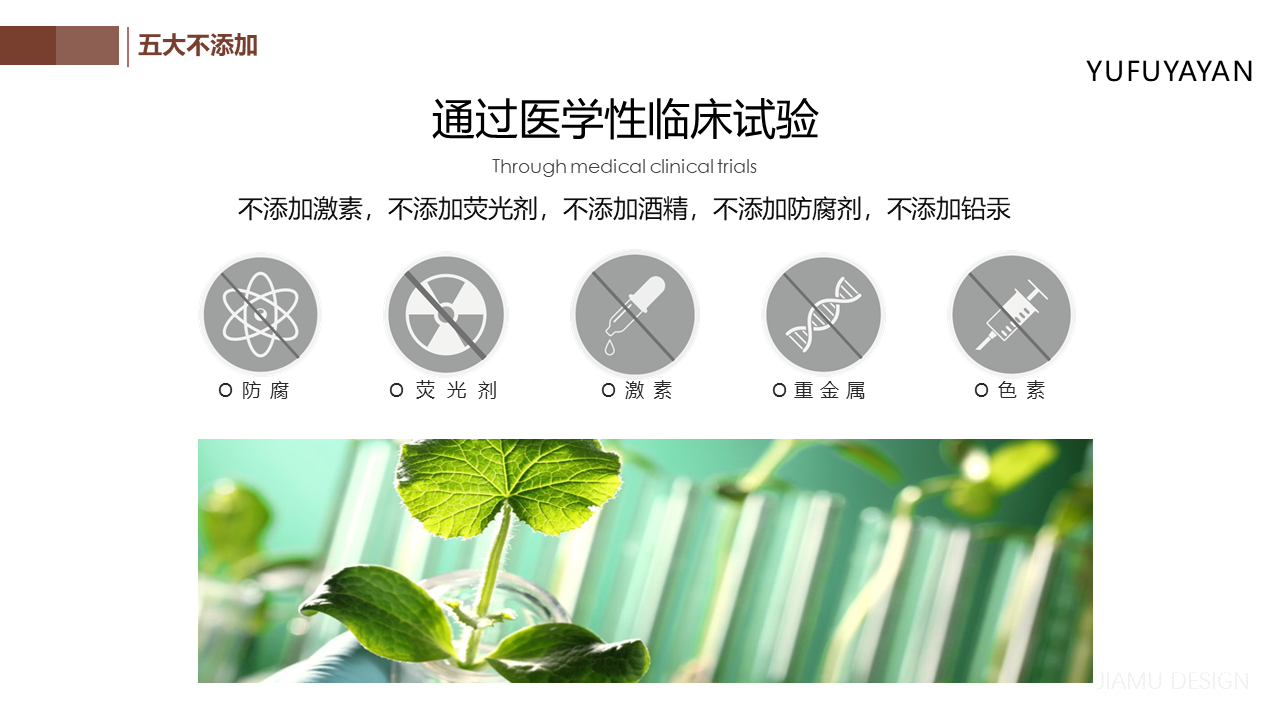 五大不添加
YUFUYAYAN
通过医学性临床试验
Through medical clinical trials
不添加激素，不添加荧光剂，不添加酒精，不添加防腐剂，不添加铅汞
O 防 腐
O 荧 光 剂
O 激 素
O 重 金 属
O 色 素
JIAMU DESIGN